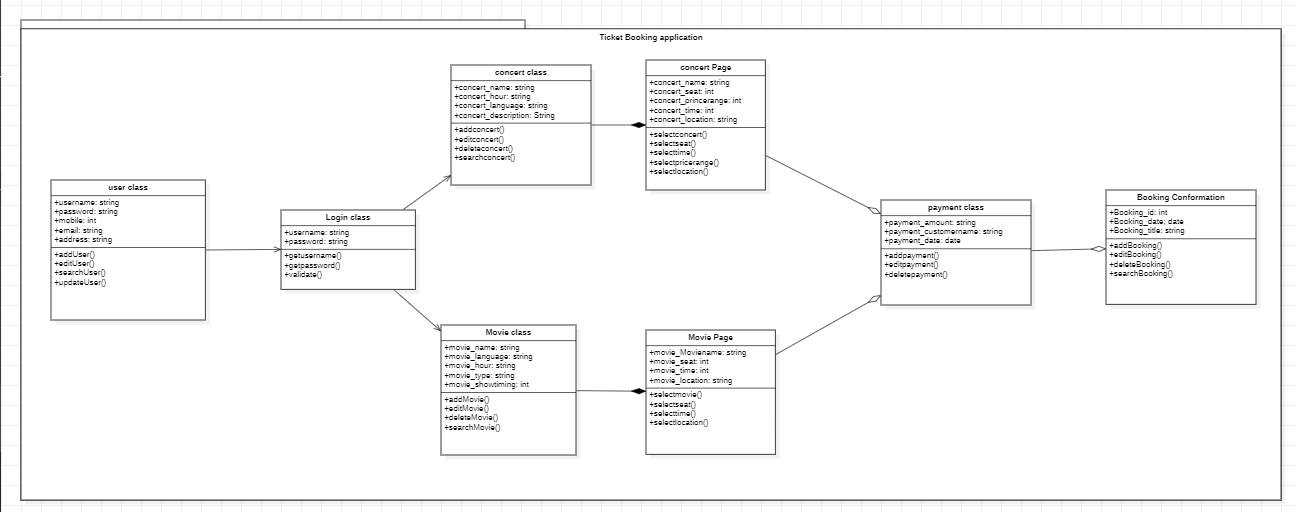 Ticket Booking application
concert class
+concert_name: string
+concert_hour: string
+concert_language: string
+concert_description: String
+addconcert()
+editconcert()
+deleteconcert()
+searchconcert()
concert Page
+concert_name: string
+concert_seat: int
+concert_princerange: int
+concert_time: int
+concert_location: string
+selectconcert()
+selectseat()
+selecttime()
+selectpricerange()
+selectlocation()
user class
+username: string
+password: string
+mobile: int
+email: string
+address: string
+addUser()
+editUser()
+searchUser()
+updateUser()
Login class
+username: string
+password: string
+getusername()
+getpassword()
+validate()
payment class
+payment_amount: string
+payment_customername: string
+payment_date: date
+addpayment()
+editpayment()
+deletepayment()
Booking Conformation
+Booking_id: int
+Booking_date; date
+Booking_title: string
+addBooking()
+editBooking()
+deleteBooking()
+searchBooking()
Movie class
+movie_name: string
+movie_language: string
+movie_hour: string
+movie_type: string
+movie_showtiming: int
+addMovie()
+editMovie()
+deleteMovie()
+searchMovie()
Movie Page
+movie_Moviename: string
+movie_seat: int
+movie_time: int
+movie_location: string
+selectmovie()
+selectseat()
+selecttime()
+selectlocation()